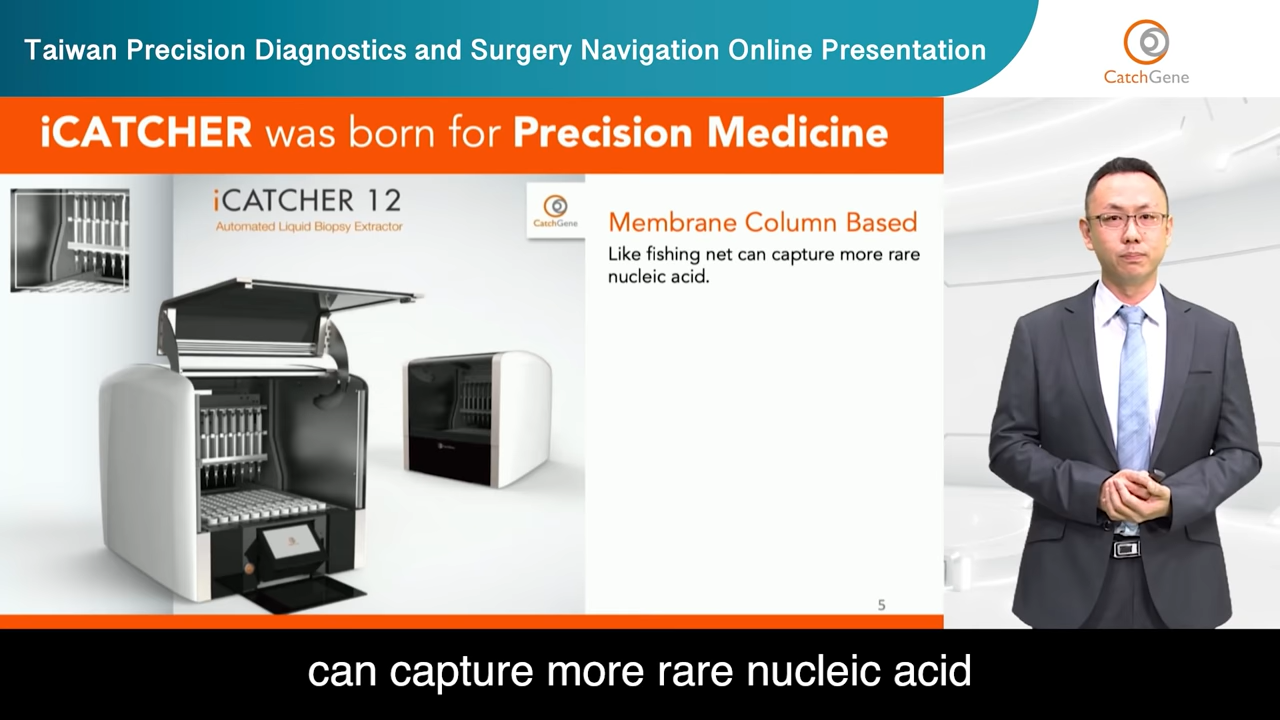 Taiwan Precision Diagnostics and Surgery Navigation Online Presentation
CatchGene
iCATCHER was born for Precision Medicine
iCATCHER 12
Automated Liquid Biopsy Extractor
CatchGene
Membrane Column Based
Like fishing net can capture more rare
nucleic acid.
5
can capture more rare nucleic acid